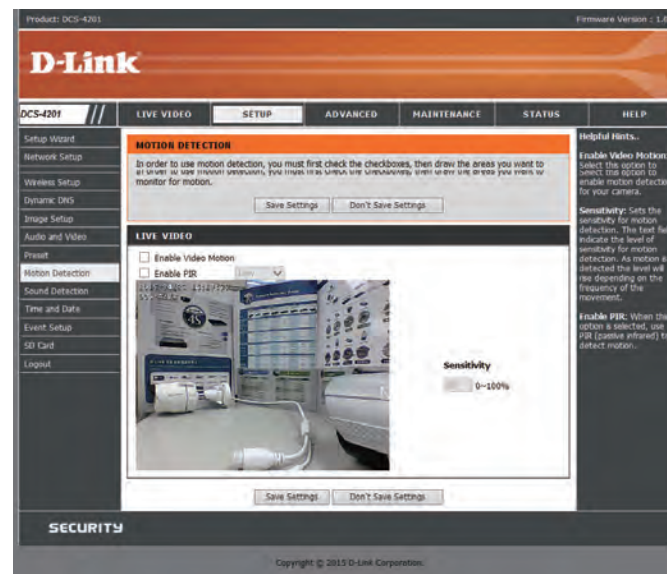 Product: DCS-4201
Firmware Version : 1.0
D-Link
DCS-4201
LIVE VIDEO
SETUP
ADVANCED
MAINTENANCE
STATUS
HELP
Setup Wizard
Network Setup
Wireless Setup
Dynamic DNS
Image Setup
Audio and Video
Preset
Motion Detection
Sound Detection
Time and Date
Event Setup
SD Card
Logout
MOTION DETECTION
In order to use motion detection, you must first check the checkboxes, then draw the areas you want to
monitor for motion.
Save Settings
Don't Save Settings
LIVE VIDEO
Enable Video Motion
Enable PIR
Low
Sensitivity
0~100%
Save Settings
Don't Save Settings
Helpful Hints..
Enable Video Motion
Select this option to
enable motion detectio
for your camera.
Sensitivity: Sets the
sensitivity for motion
detection. The text fie
indicate the level of
sensitivity for motion
detection. As motion is
detected the level will
rise depending on the
frequency of the
movement.
Enable PIR: When this
option is selected, use
PIR (passive infrared) to
detect motion.
SECURITY
Copyright © 2015 D-Link Corporation.